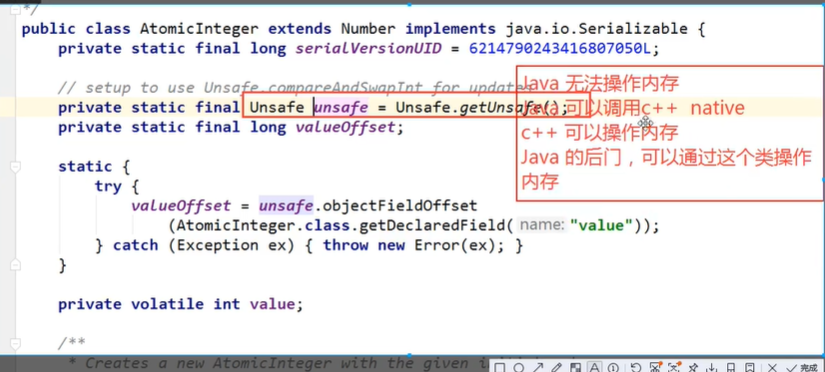 */
public class AtomicInteger extends Number implements java.io.Serializable {
private static final long serialVersionUID = 6214790243416807050L;
// setup to use Unsafe.compareAndSwapInt for updates
private static final Unsafe unsafe = Unsafe.getUnsafe();
private static final long valueOffset;
Java 无法操作内存
Java 可以调用c++ native
c++ 可以操作内存
Java 的后门，可以通过这个类操作
内存
static {
try {
valueOffset = unsafe.objectFieldOffset
(AtomicInteger.class.getDeclaredField( name: "value"));
} catch (Exception ex) { throw new Error(ex); }
}
private volatile int value;
/**
* Creates a new AtomicInteger with the given
完成